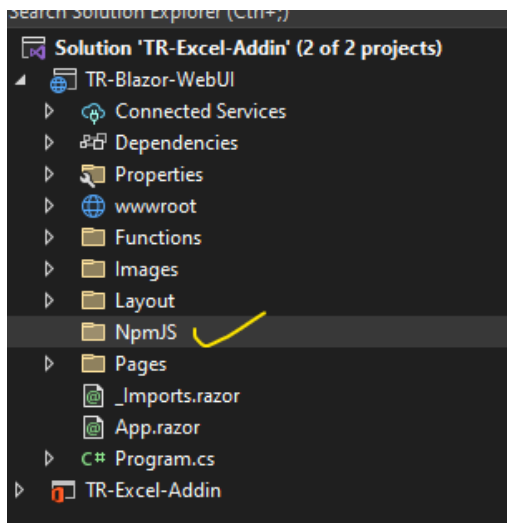 Search Solution Explorer (Ctrl+;)
Solution 'TR-Excel-Addin' (2 of 2 projects)
TR-Blazor-WebUI
Connected Services
Dependencies
Properties
wwwroot
Functions
Images
Layout
NpmJS
Pages
_Imports.razor
App.razor
C# Program.cs
TR-Excel-Addin